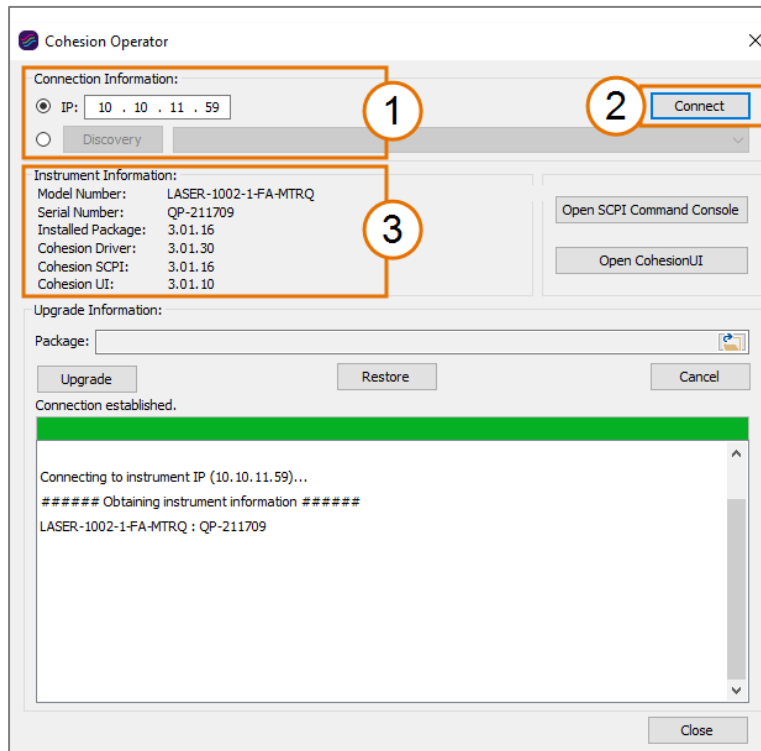 Cohesion Operator
Connection Information:
IP: 10 . 10 . 11 . 59
1
2
Connect
Discovery
Instrument Information:
Model Number: LASER-1002-1-FA-MTRQ
Serial Number: QP-211709
Installed Package: 3.01.16
Cohesion Driver: 3.01.30
Cohesion SCPI: 3.01.16
Cohesion UI: 3.01.10
3
Open SCPI Command Console
Open CohesionUI
Upgrade Information:
Package:
Upgrade Restore Cancel
Connection established.
Connecting to instrument IP (10.10.11.59)...
###### Obtaining instrument information ######
LASER-1002-1-FA-MTRQ : QP-211709
Close